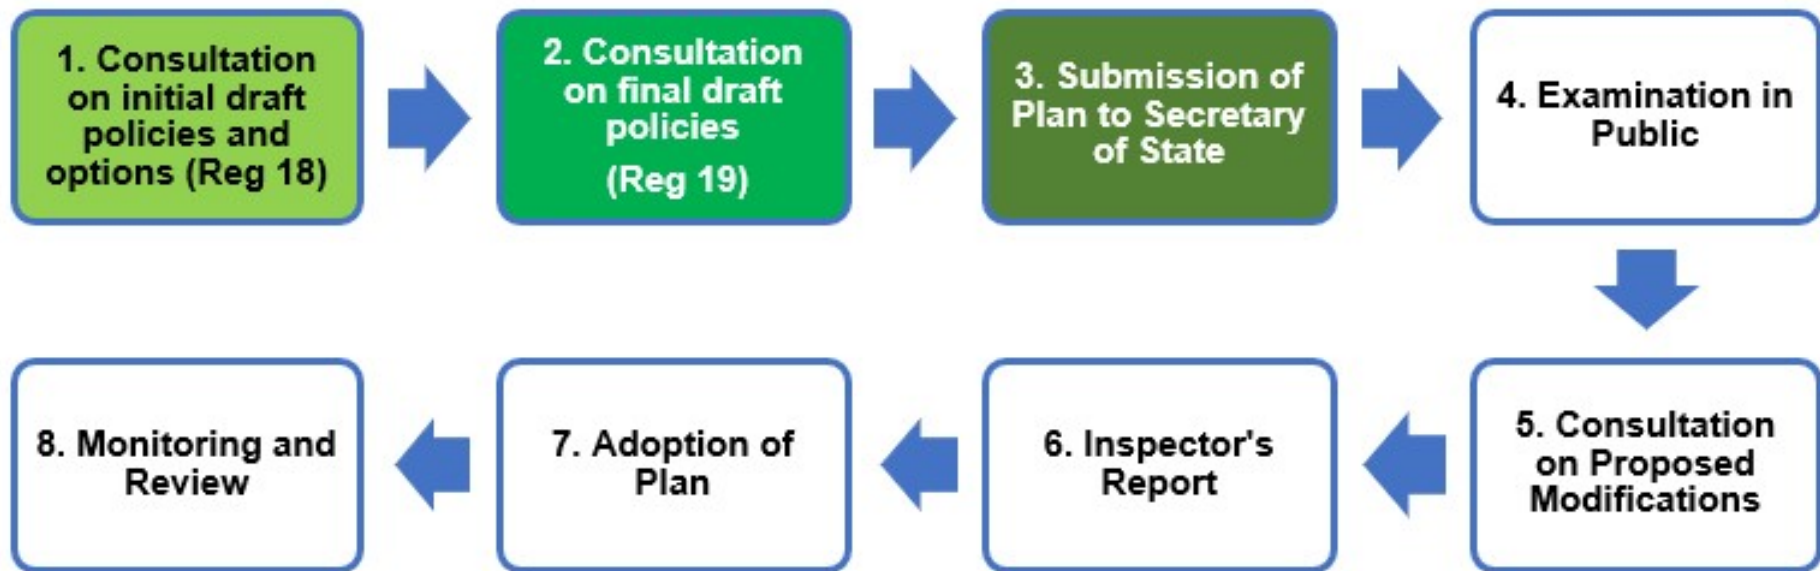 1. Consultation
on initial draft
policies and
options (Reg 18)
2. Consultation
on final draft
policies
(Reg 19)
3. Submission of
Plan to Secretary
of State
4. Examination in
Public
5. Consultation
on Proposed
Modifications
6. Inspector's
Report
7. Adoption of
Plan
8. Monitoring and
Review